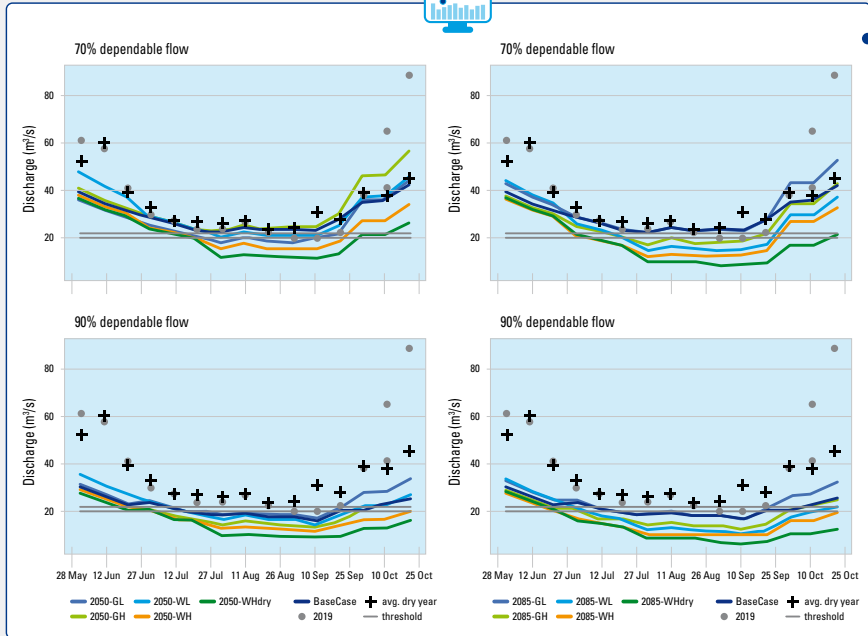 70% dependable flow
70% dependable flow
Discharge (m³/s)
80
60
40
20
Discharge (m³/s)
80
60
40
20
90% dependable flow
90% dependable flow
Discharge (m³/s)
80
60
40
20
Discharge (m³/s)
80
60
40
20
28 May 12 Jun 27 Jun 12 Jul 27 Jul 11 Aug 26 Aug 10 Sep 25 Sep 10 Oct 25 Oct
28 May 12 Jun 27 Jun 12 Jul 27 Jul 11 Aug 26 Aug 10 Sep 25 Sep 10 Oct 25 Oct
2050-GL 2050-WL 2050-WHdry BaseCase avg. dry year
2050-GH 2050-WH 2019 threshold
2085-GL 2085-WL 2085-WHdry BaseCase avg. dry year
2085-GH 2085-WH 2019 threshold